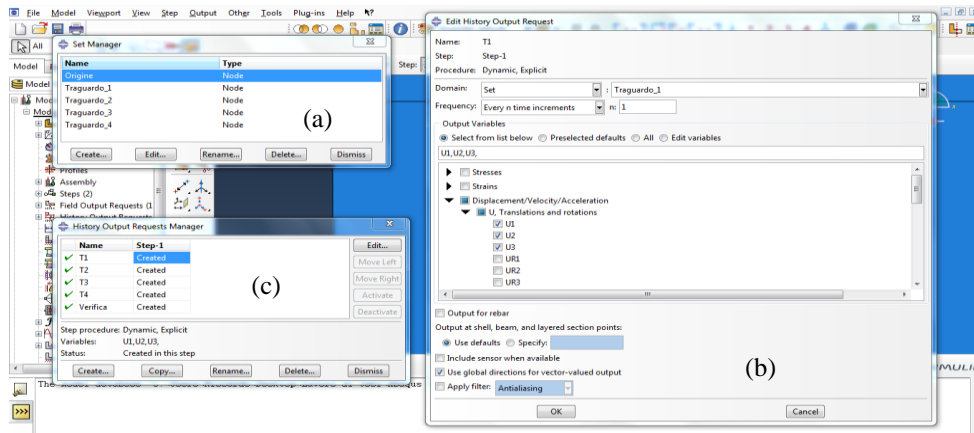 File Model Viewport View Step Output Other Tools Plug-ins Help
All
Set Manager
Name Type
Origine Node
Traguardo_1 Node
Traguardo_2 Node
Traguardo_3 Node
Traguardo_4 Node
(a)
Create... Edit... Rename... Delete... Dismiss
Model
Step:
Model
Profiles
Assembly
Steps (2)
Field Output Requests (1
History Output Requests
History Output Requests Manager
Name Step-1
T1 Created
T2 Created
T3 Created
T4 Created
Verifica Created
Edit...
Move Left
Move Right
Activate
Deactivate
(c)
Step procedure: Dynamic, Explicit
Variables: U1,U2,U3,
Status: Created in this step
Create... Copy... Rename... Delete... Dismiss
The model database
>>>
Edit History Output Request
Name: T1
Step: Step-1
Procedure: Dynamic, Explicit
Domain: Set : Traguardo_1
Frequency: Every n time increments n: 1
Output Variables
Select from list below Preselected defaults All Edit variables
U1,U2,U3,
Stresses
Strains
Displacement/Velocity/Acceleration
U, Translations and rotations
U1
U2
U3
UR1
UR2
UR3
Output for rebar
Output at shell, beam, and layered section points:
Use defaults Specify:
Include sensor when available
Use global directions for vector-valued output
Apply filter: Antialiasing
(b)
OK Cancel